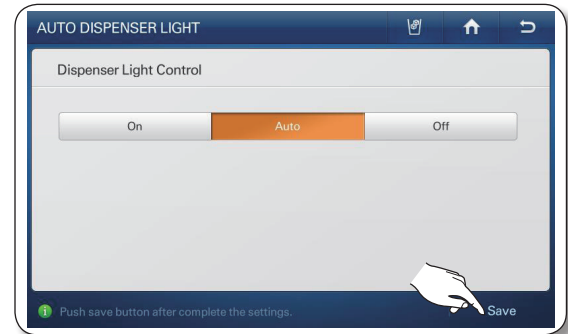 AUTO DISPENSER LIGHT
Dispenser Light Control
On Auto Off
Push save button after complete the settings. Save